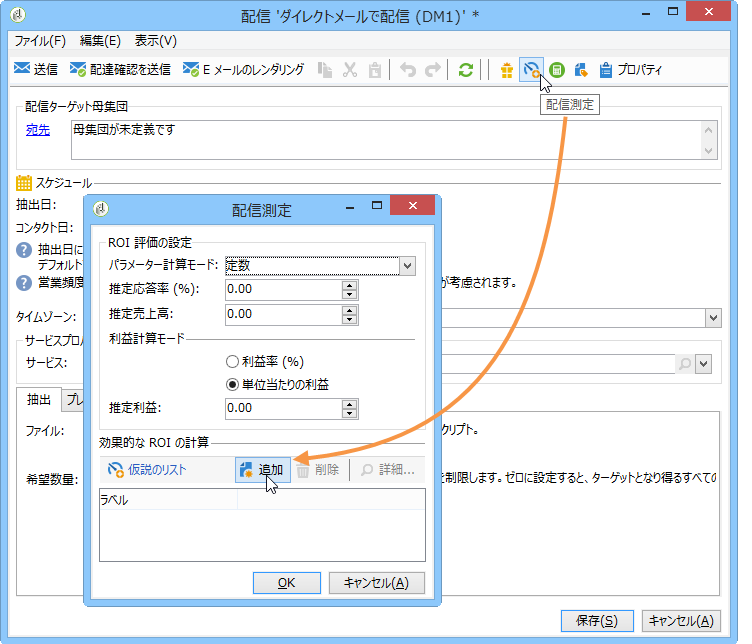 配信 'ダイレクトメールで配信 (DM1)' *
ファイル(F) 編集(E) 表示(V)
送信 配達確認を送信 E メールのレンダリング プロパティ
配信測定
配信ターゲット母集団
宛先 母集団が未定義です
スケジュール
抽出日:
コンタクト日:
抽出日に
デフォルト
営業頻度 が考慮されます。
タイムゾーン:
サービスプロバ
サービス:
抽出 プレ
ファイル: クリプト。
希望数量: を制限します。ゼロに設定すると、ターゲットとなり得るすべての
配信測定
ROI 評価の設定
パラメーター計算モード: 定数
推定応答率 (%): 0.00
推定売上高: 0.00
利益計算モード
利益率 (%)
単位当たりの利益
推定利益: 0.00
効果的な ROI の計算
仮説のリスト 追加 削除 詳細...
ラベル
OK キャンセル(A)
保存(S) キャンセル(A)